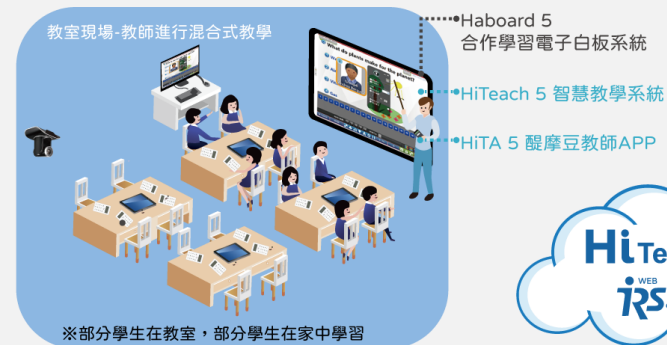 教室現場-教師進行混合式教學
What do plants make for the planet?
Haboard 5
合作學習電子白板系統
HiTeach 5 智慧教學系統
HiTA 5 醍摩豆教師APP
Hi Te
WEB
iRS
※部分學生在教室，部分學生在家中學習